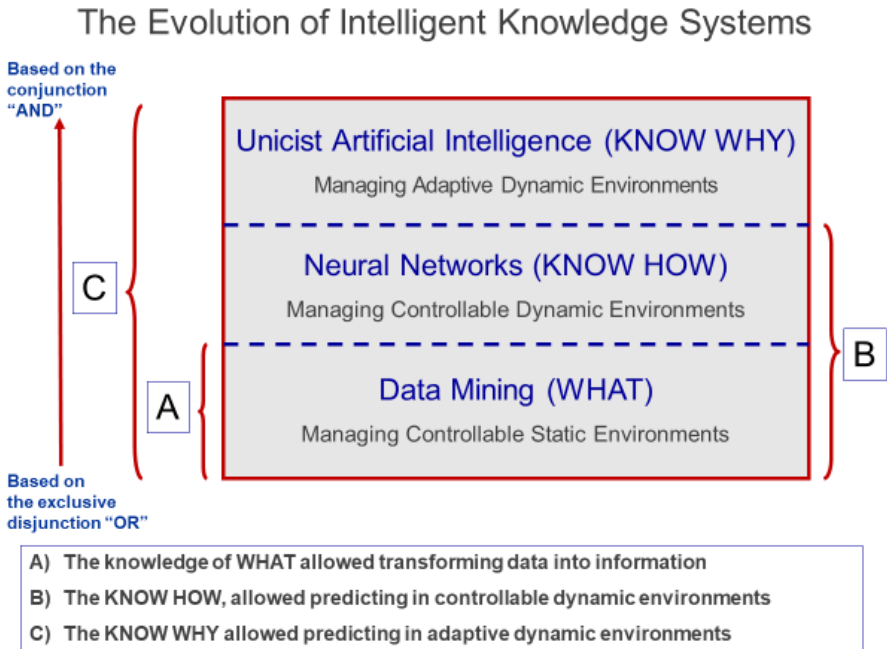 The Evolution of Intelligent Knowledge Systems
Based on the
conjunction
“AND”
Unicist Artificial Intelligence (KNOW WHY)
Managing Adaptive Dynamic Environments
Neural Networks (KNOW HOW)
Managing Controllable Dynamic Environments
C
B
A
Data Mining (WHAT)
Managing Controllable Static Environments
Based on
the exclusive
disjunction “OR”
A) The knowledge of WHAT allowed transforming data into information
B) The KNOW HOW, allowed predicting in controllable dynamic environments
C) The KNOW WHY allowed predicting in adaptive dynamic environments